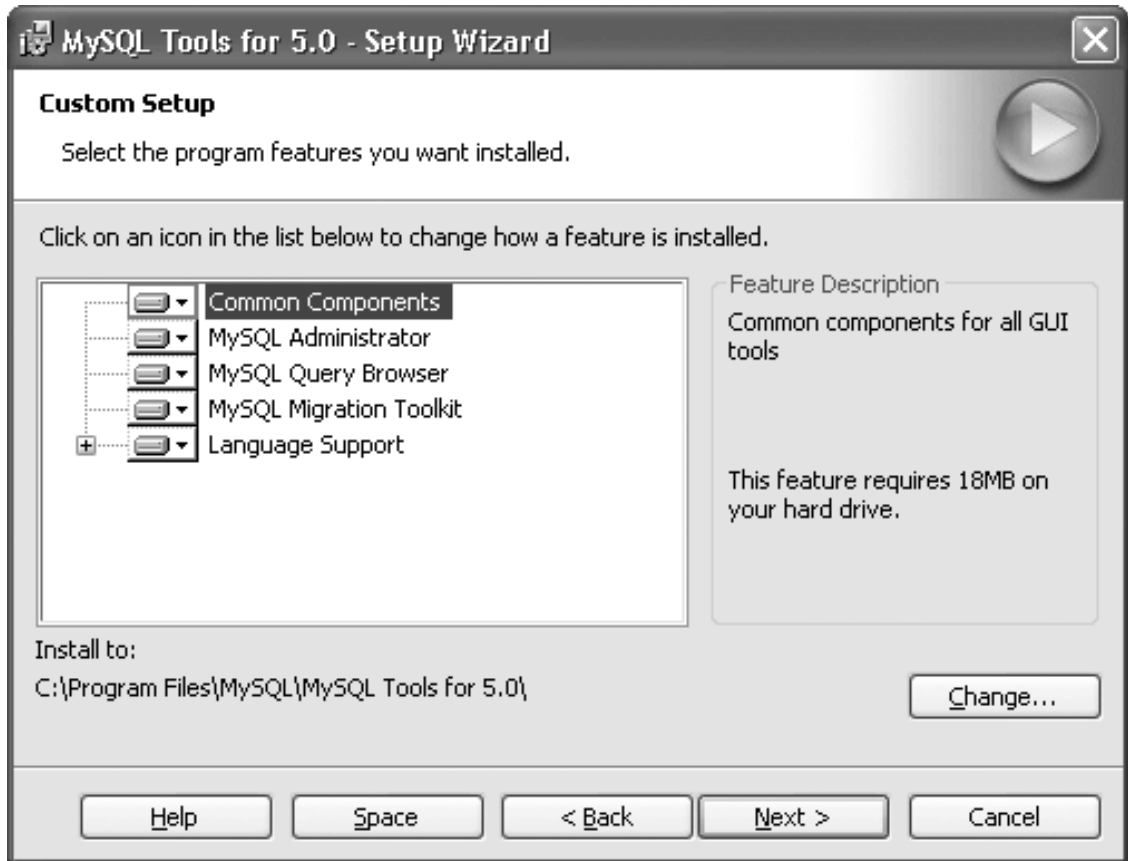 MySQL Tools for 5.0 - Setup Wizard
Custom Setup
Select the program features you want installed.
Click on an icon in the list below to change how a feature is installed.
Common Components
MySQL Administrator
MySQL Query Browser
MySQL Migration Toolkit
Language Support
Feature Description
Common components for all GUI
tools
This feature requires 18MB on
your hard drive.
Install to:
C:\Program Files\MySQL\MySQL Tools for 5.0\
Change...
Help
Space
< Back
Next >
Cancel